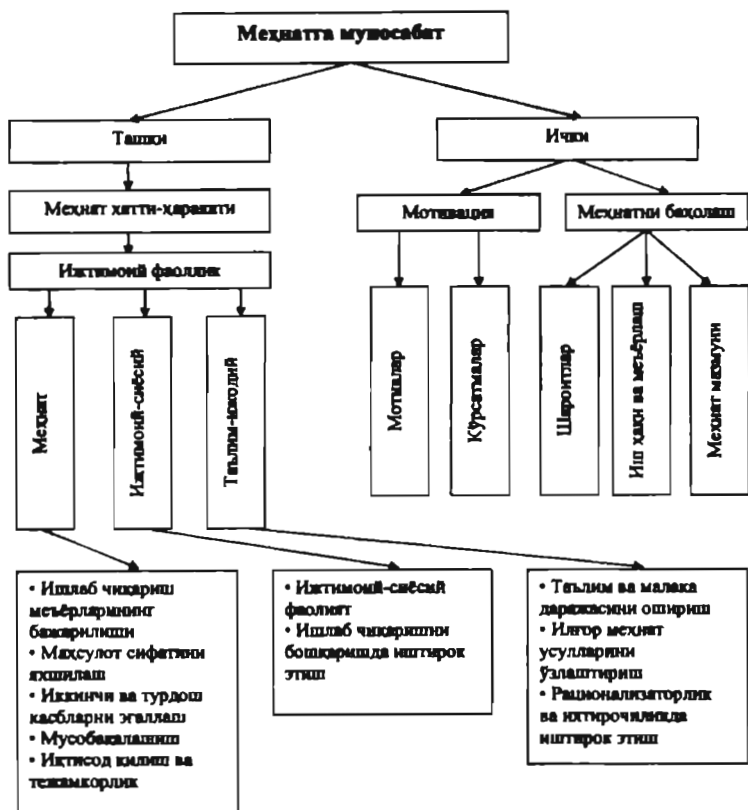 Меҳнатга муносабат
Ташқи
Ички
Меҳнат хатти-ҳаракати
Мотивация
Меҳнатни баҳолаш
Ижтимоий фаоллик
Меҳнат
Ижтимоий-сиёсий
Таълим-ижодий
Мотивлар
Кўрсатмалар
Шароитлар
Иш ҳақи ва меъёрлаш
Меҳнат мазмуни
• Ишлаб чиқариш
меъёрларининг
бажарилиши
• Маҳсулот сифатини
яхшилаш
• Иккинчи ва турдош
касбларни эгаллаш
• Мусобақалашиш
• Иқтисод қилиш ва
тежамкорлик
• Ижтимоий-сиёсий
фаолият
• Ишлаб чиқаришни
бошқаришда иштирок
этиш
• Таълим ва малака
даражасини ошириш
• Илғор меҳнат
усулларини
ўзлаштириш
• Рационализаторлик
ва ихтирочиликда
иштирок этиш